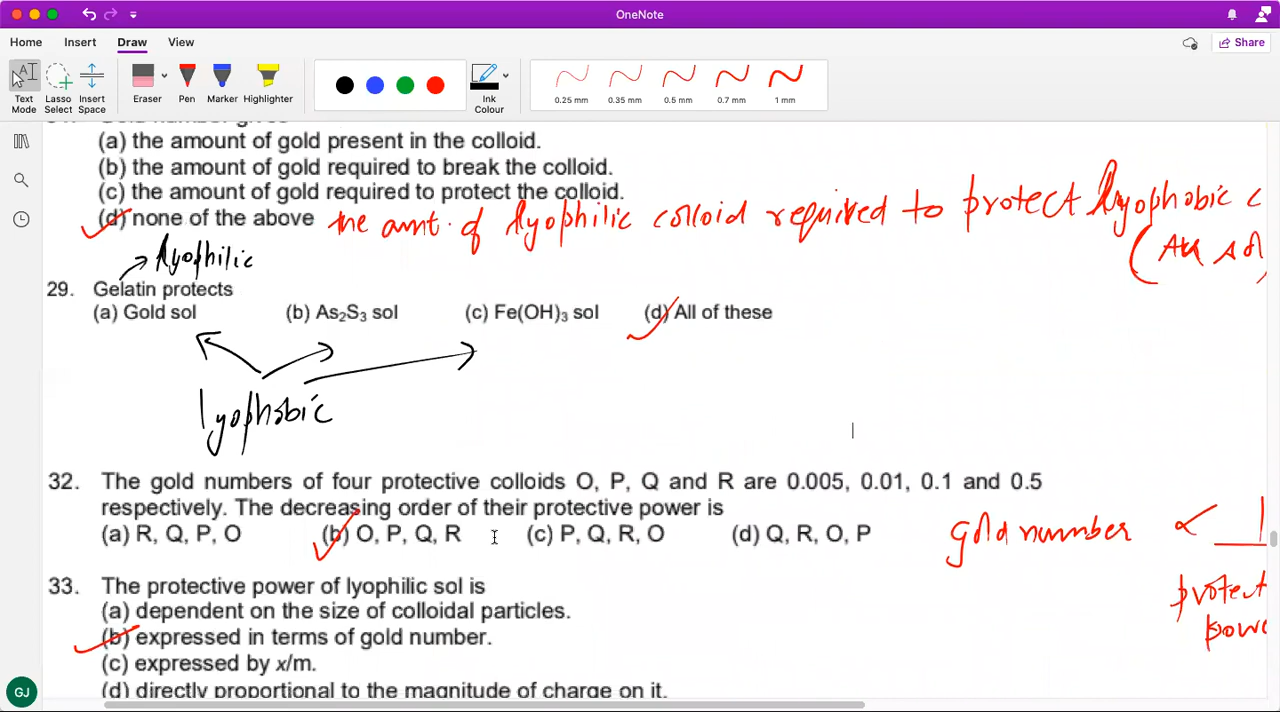 OneNote
Home Insert Draw View
Share
Text Mode
Lasso Select
Insert Space
Eraser
Pen
Marker
Highlighter
Ink Colour
0.25 mm
0.35 mm
0.5 mm
0.7 mm
1 mm
(a) the amount of gold present in the colloid.
(b) the amount of gold required to break the colloid.
(c) the amount of gold required to protect the colloid.
(d) none of the above the amt. of lyophilic colloid required to protect lyophobic c
(Au sol
lyophilic
29. Gelatin protects
(a) Gold sol (b) As₂S₃ sol (c) Fe(OH)₃ sol (d) All of these
lyophobic
32. The gold numbers of four protective colloids O, P, Q and R are 0.005, 0.01, 0.1 and 0.5
respectively. The decreasing order of their protective power is
(a) R, Q, P, O (b) O, P, Q, R (c) P, Q, R, O (d) Q, R, O, P
gold number ∝ 1
protect
powe
33. The protective power of lyophilic sol is
(a) dependent on the size of colloidal particles.
(b) expressed in terms of gold number.
(c) expressed by x/m.
(d) directly proportional to the magnitude of charge on it.
GJ